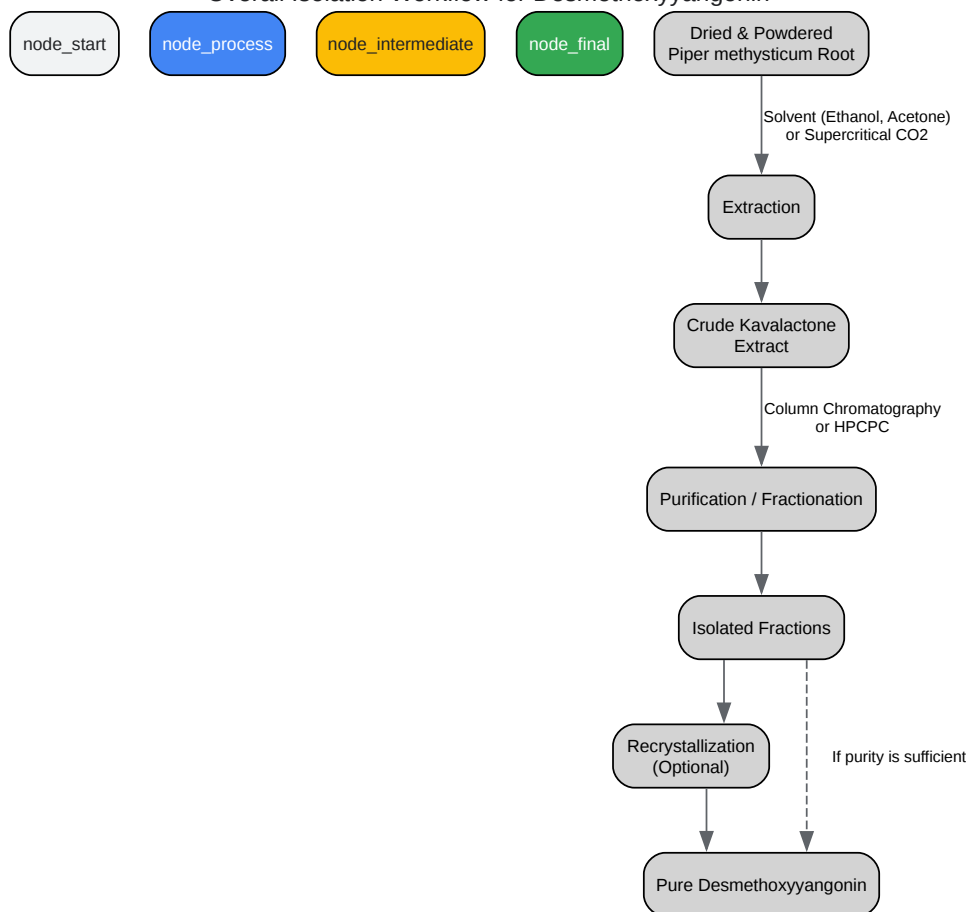 Overall Isolation Workflow for Desmethoxyyangonin
node_start
node_process
node_intermediate
node_final
Dried & Powdered
Piper methysticum Root
Solvent (Ethanol, Acetone)
or Supercritical CO2
Extraction
Crude Kavalactone
Extract
Column Chromatography
or HPCPC
Purification / Fractionation
Isolated Fractions
Recrystallization
(Optional)
If purity is sufficient
Pure Desmethoxyyangonin